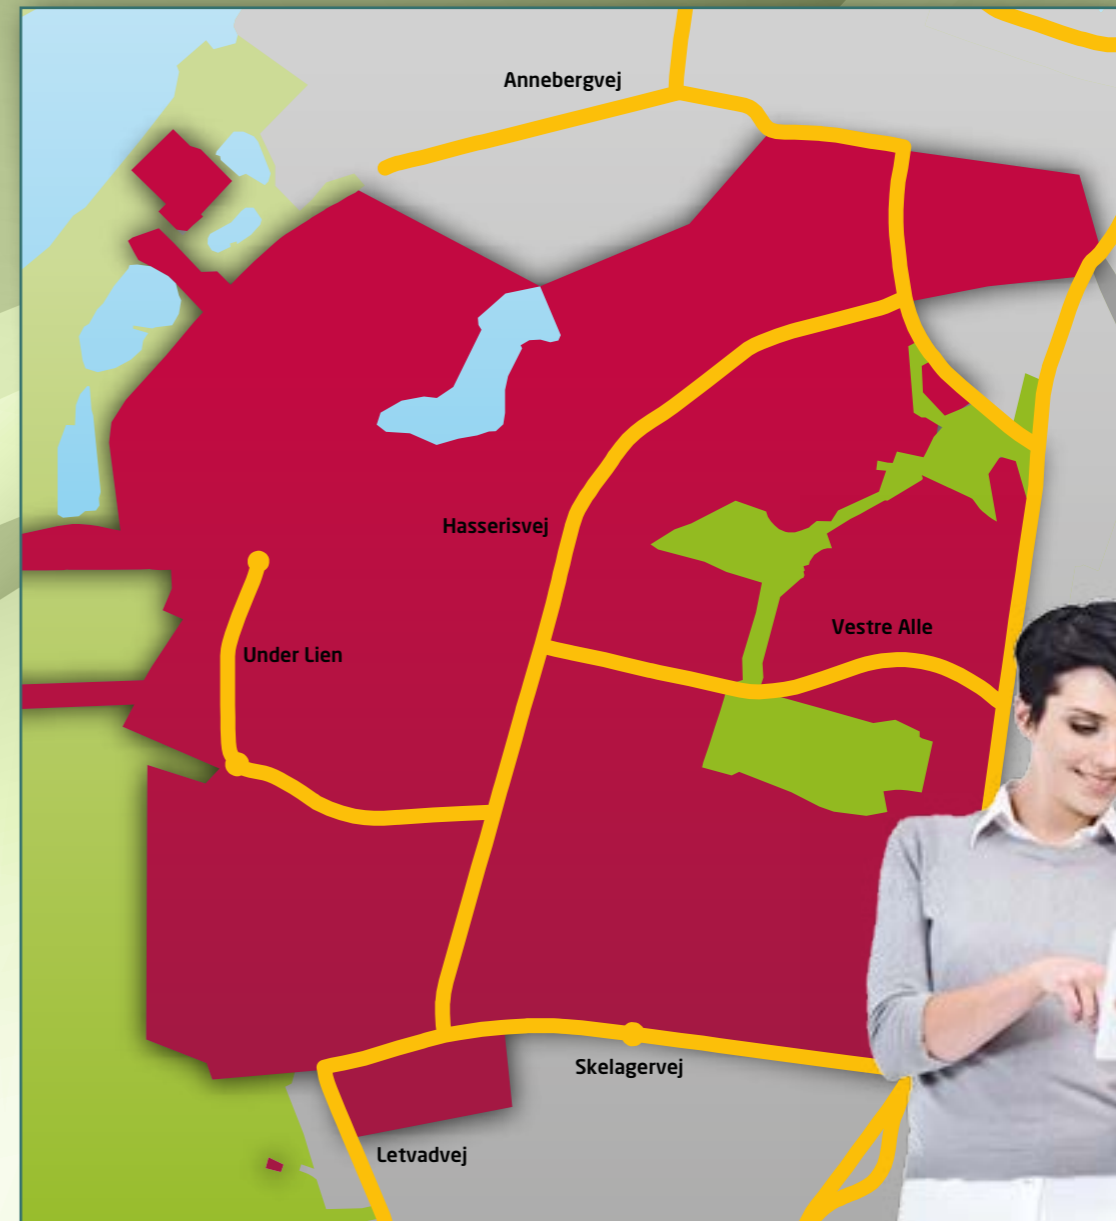 Annebergvej
Hasserisvej
Vestre Alle
Under Lien
Skelagervej
Letvadvej